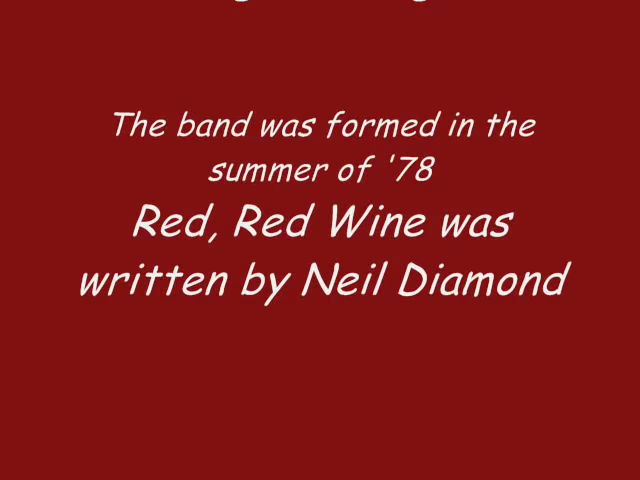 The band was formed in the
summer of '78
Red, Red Wine was
written by Neil Diamond